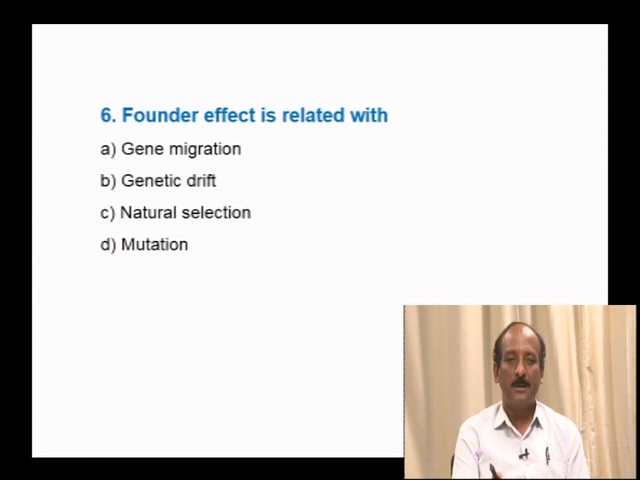 6. Founder effect is related with
a) Gene migration
b) Genetic drift
c) Natural selection
d) Mutation